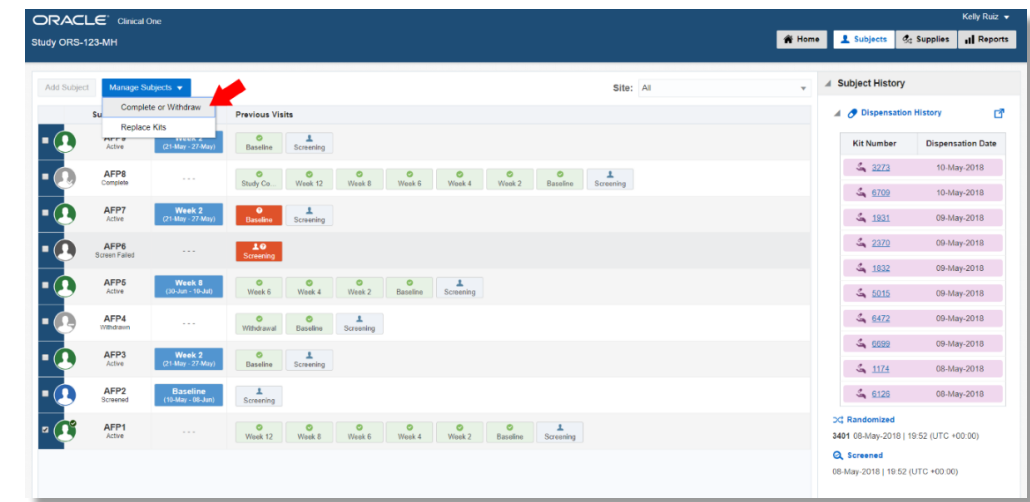 ORACLE Clinical One
Kelly Ruiz
Study ORS-123-MH
Home
Subjects
Supplies
Reports
Add Subject
Manage Subjects
Site: All
Complete or Withdraw
Replace Kits
Su
Previous Visits
AFP9
Active
Week 2
(21-May - 27-May)
Baseline
Screening
AFP8
Complete
- - -
Study Co...
Week 12
Week 8
Week 6
Week 4
Week 2
Baseline
Screening
AFP7
Active
Week 2
(21-May - 27-May)
Baseline
Screening
AFP6
Screen Failed
- - -
Screening
AFP5
Active
Week 8
(30-Jun - 10-Jul)
Week 6
Week 4
Week 2
Baseline
Screening
AFP4
Withdrawn
- - -
Withdrawal
Baseline
Screening
AFP3
Active
Week 2
(21-May - 27-May)
Baseline
Screening
AFP2
Screened
Baseline
(10-May - 08-Jun)
Screening
AFP1
Active
- - -
Week 12
Week 8
Week 6
Week 4
Week 2
Baseline
Screening
Subject History
Dispensation History
Kit Number Dispensation Date
3273 10-May-2018
6709 10-May-2018
1931 09-May-2018
2370 09-May-2018
1832 09-May-2018
5015 09-May-2018
6472 09-May-2018
6699 09-May-2018
1174 08-May-2018
6126 08-May-2018
Randomized
3401 08-May-2018 | 19:52 (UTC +00:00)
Screened
08-May-2018 | 19:52 (UTC +00:00)